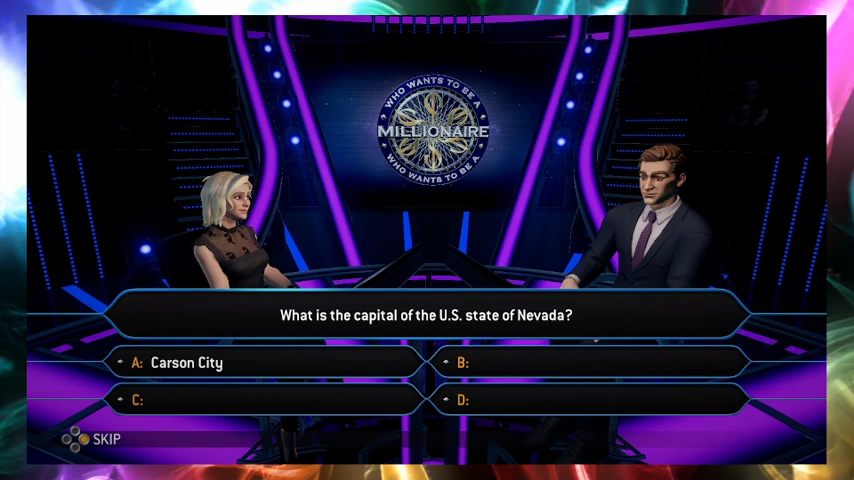 WHO WANTS TO BE A
MILLIONAIRE
WHO WANTS TO BE A
What is the capital of the U.S. state of Nevada?
A: Carson City
B:
C:
D:
SKIP